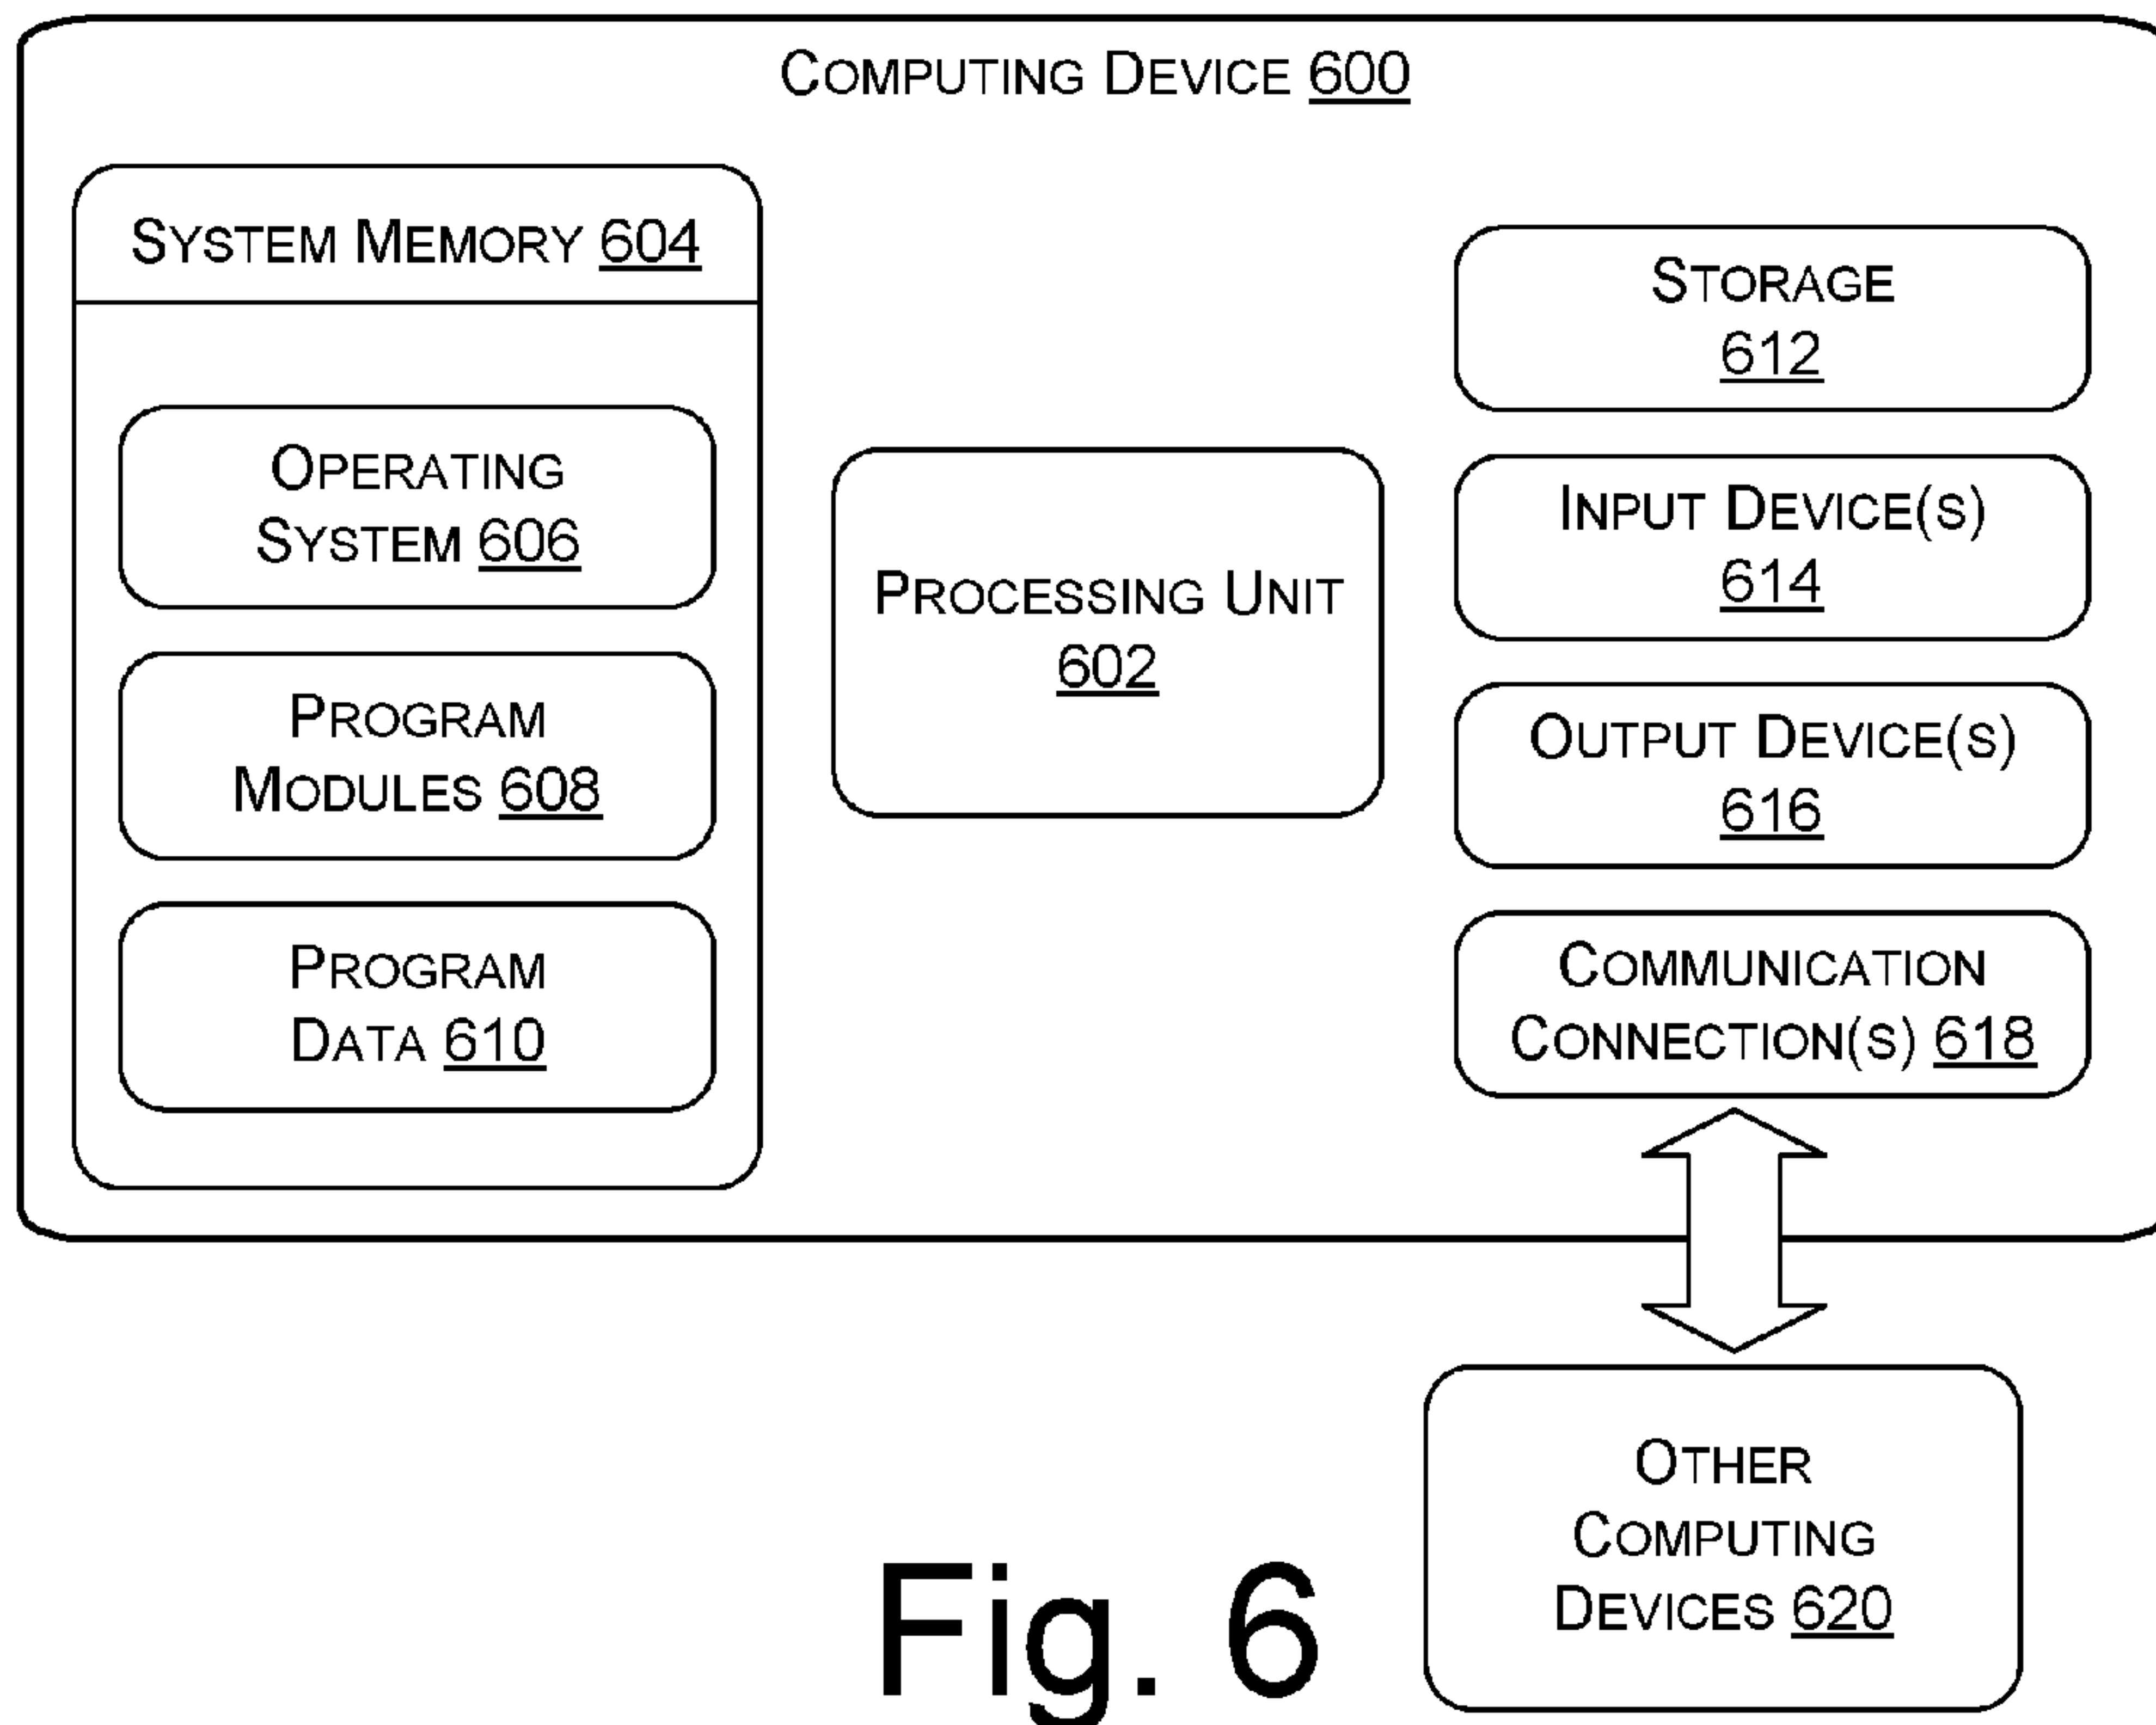 COMPUTING DEVICE 600
SYSTEM MEMORY 604
OPERATING
SYSTEM 606
PROGRAM
MODULES 608
PROGRAM
DATA 610
PROCESSING UNIT
602
STORAGE
612
INPUT DEVICE(S)
614
OUTPUT DEVICE(S)
616
COMMUNICATION
CONNECTION(S) 618
OTHER
COMPUTING
DEVICES 620
Fig. 6